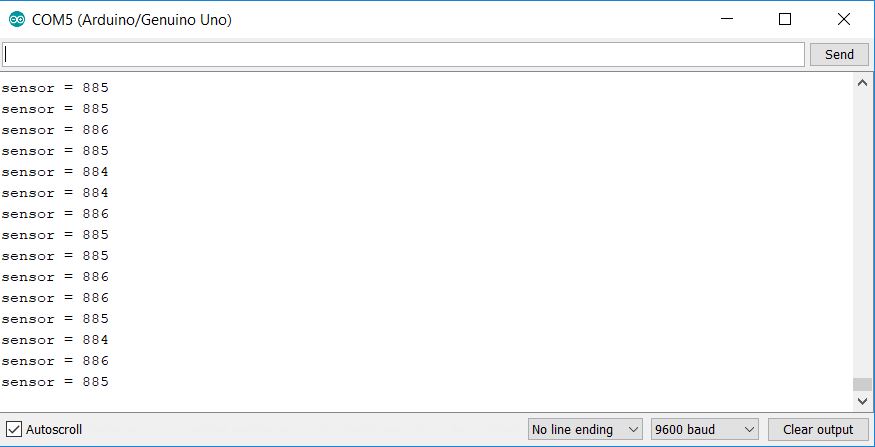 COM5 (Arduino/Genuino Uno)
Send
sensor = 885
sensor = 885
sensor = 886
sensor = 885
sensor = 884
sensor = 884
sensor = 886
sensor = 885
sensor = 885
sensor = 886
sensor = 886
sensor = 885
sensor = 884
sensor = 886
sensor = 885
Autoscroll No line ending 9600 baud Clear output